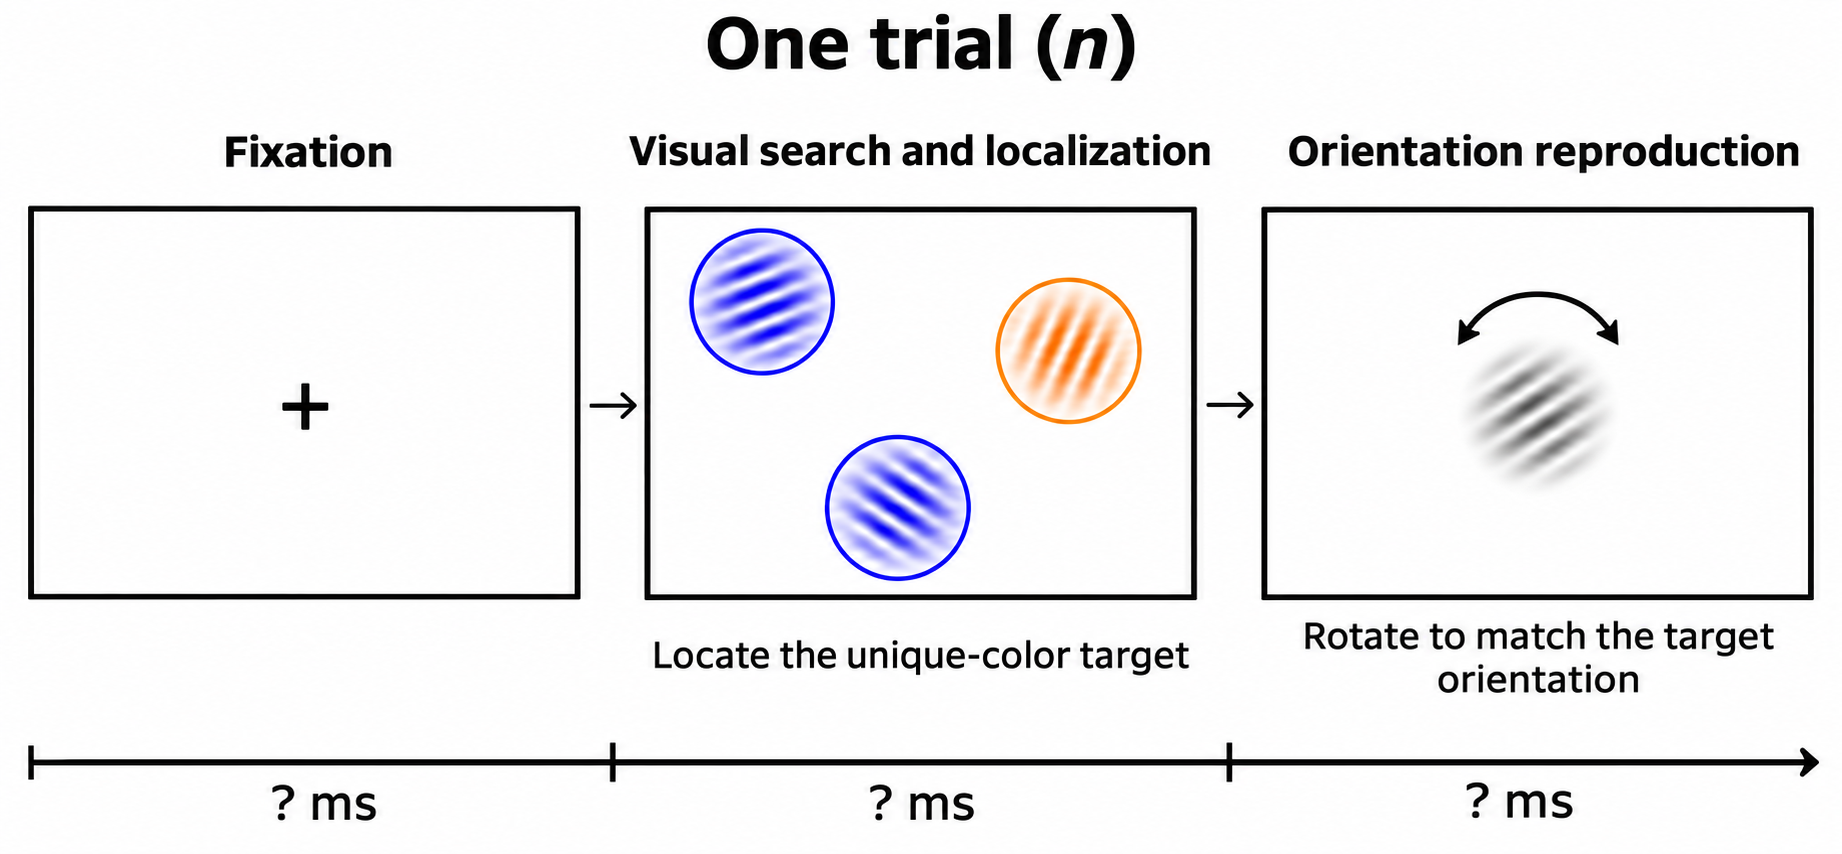 One trial (n)
Fixation
Visual search and localization
Orientation reproduction
Locate the unique-color target
Rotate to match the target
orientation
? ms
? ms
? ms